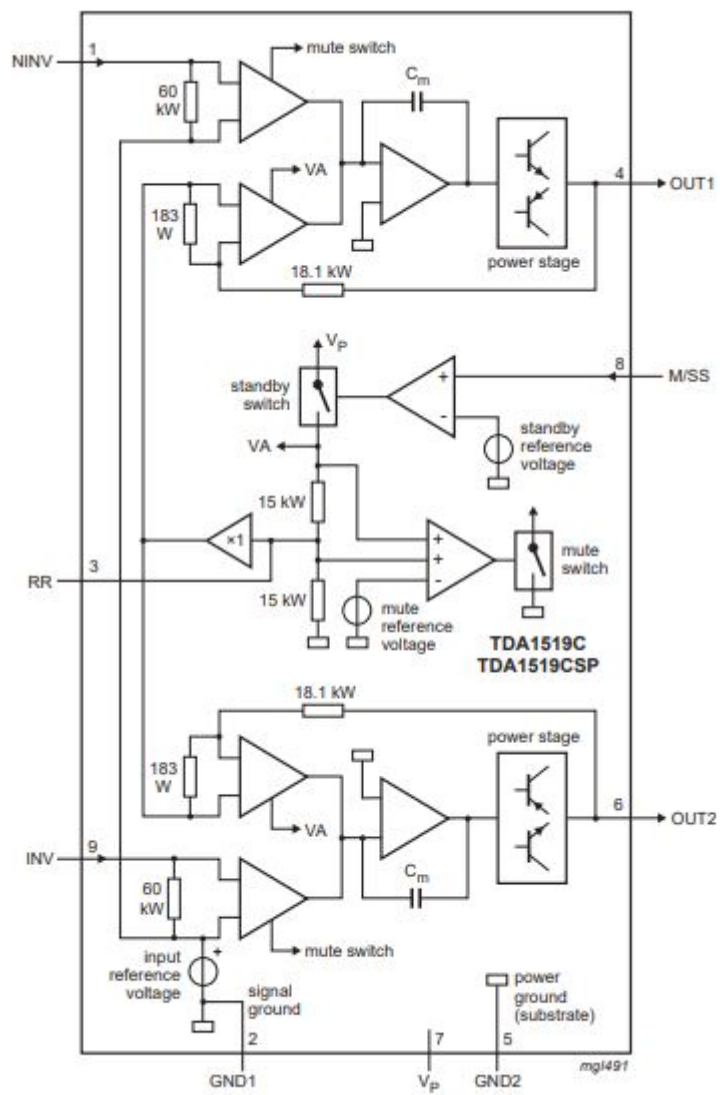 NINV
1
mute switch
60
kW
Cm
VA
183
W
18.1 kW
4
OUT1
power stage
VP
standby
switch
8
M/SS
+
-
standby
reference
voltage
VA
15 kW
×1
RR
3
15 kW
+
+
-
mute
switch
mute
reference
voltage
TDA1519C
TDA1519CSP
18.1 kW
power stage
183
W
VA
6
OUT2
INV
9
Cm
60
kW
mute switch
input
reference
voltage
+
signal
ground
power
ground
(substrate)
2
7
5
mgl491
GND1
VP
GND2